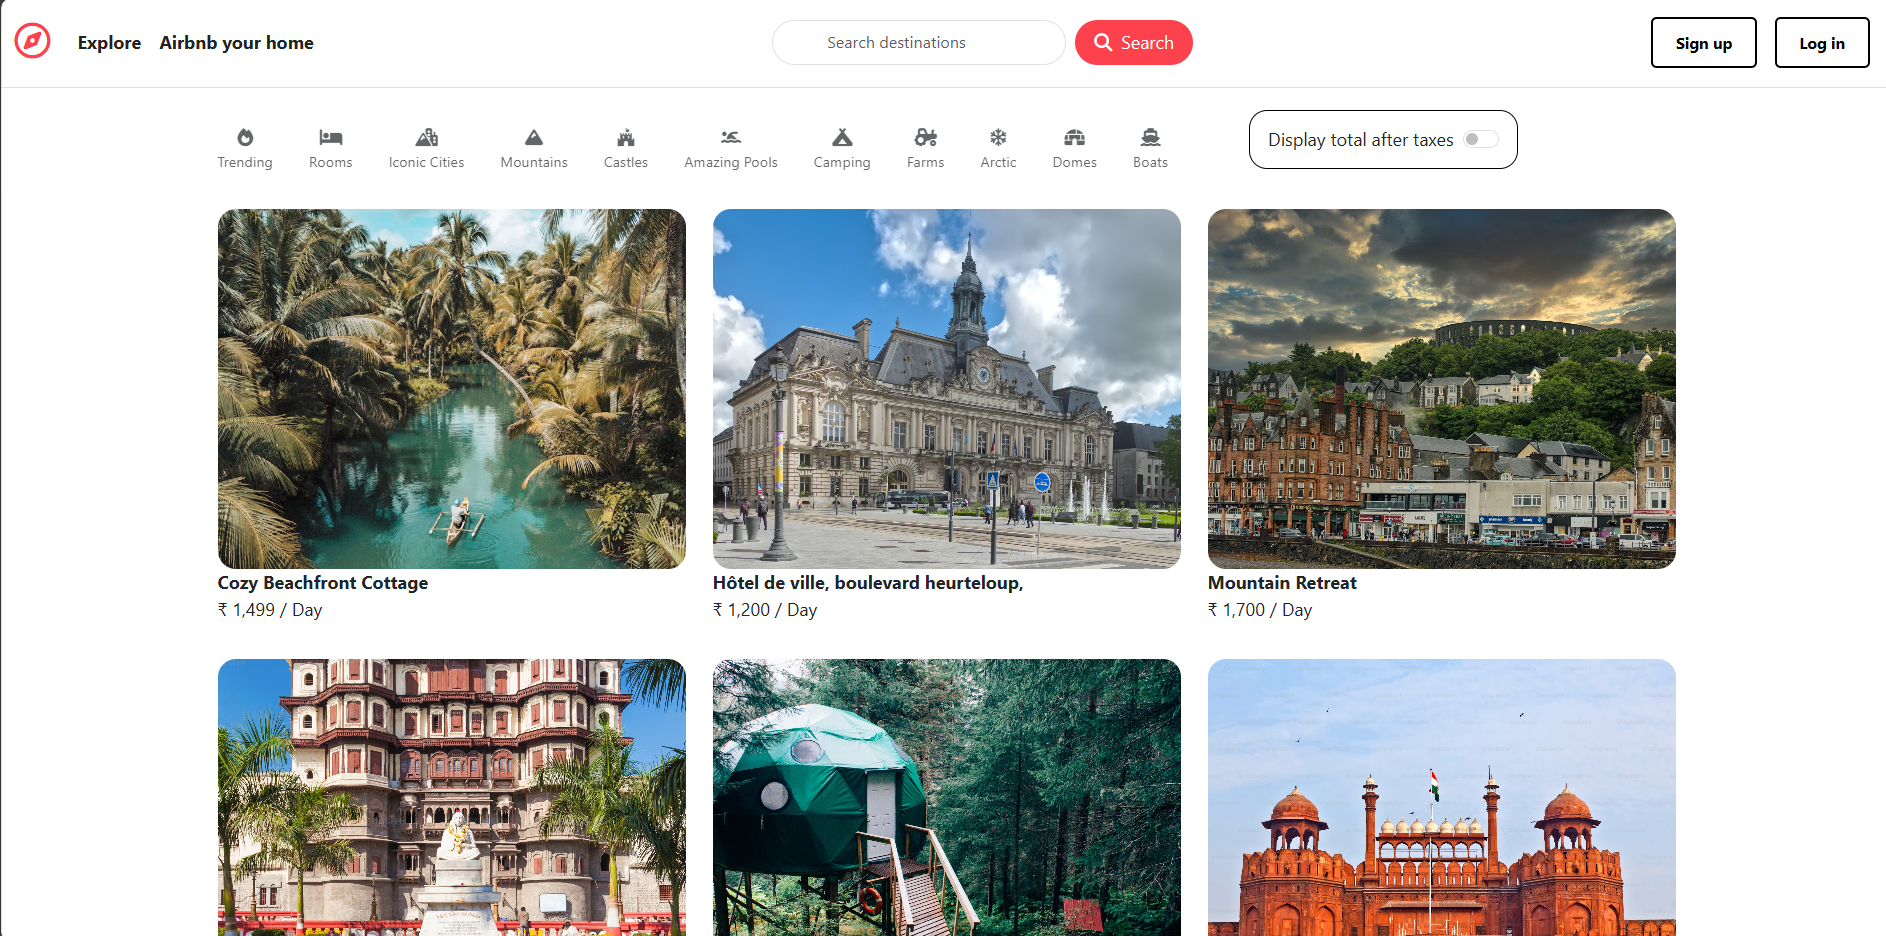 Explore Airbnb your home Search destinations Search Sign up Log in
Trending Rooms Iconic Cities Mountains Castles Amazing Pools Camping Farms Arctic Domes Boats Display total after taxes
Cozy Beachfront Cottage
₹ 1,499 / Day
Hôtel de ville, boulevard heurteloup,
₹ 1,200 / Day
Mountain Retreat
₹ 1,700 / Day